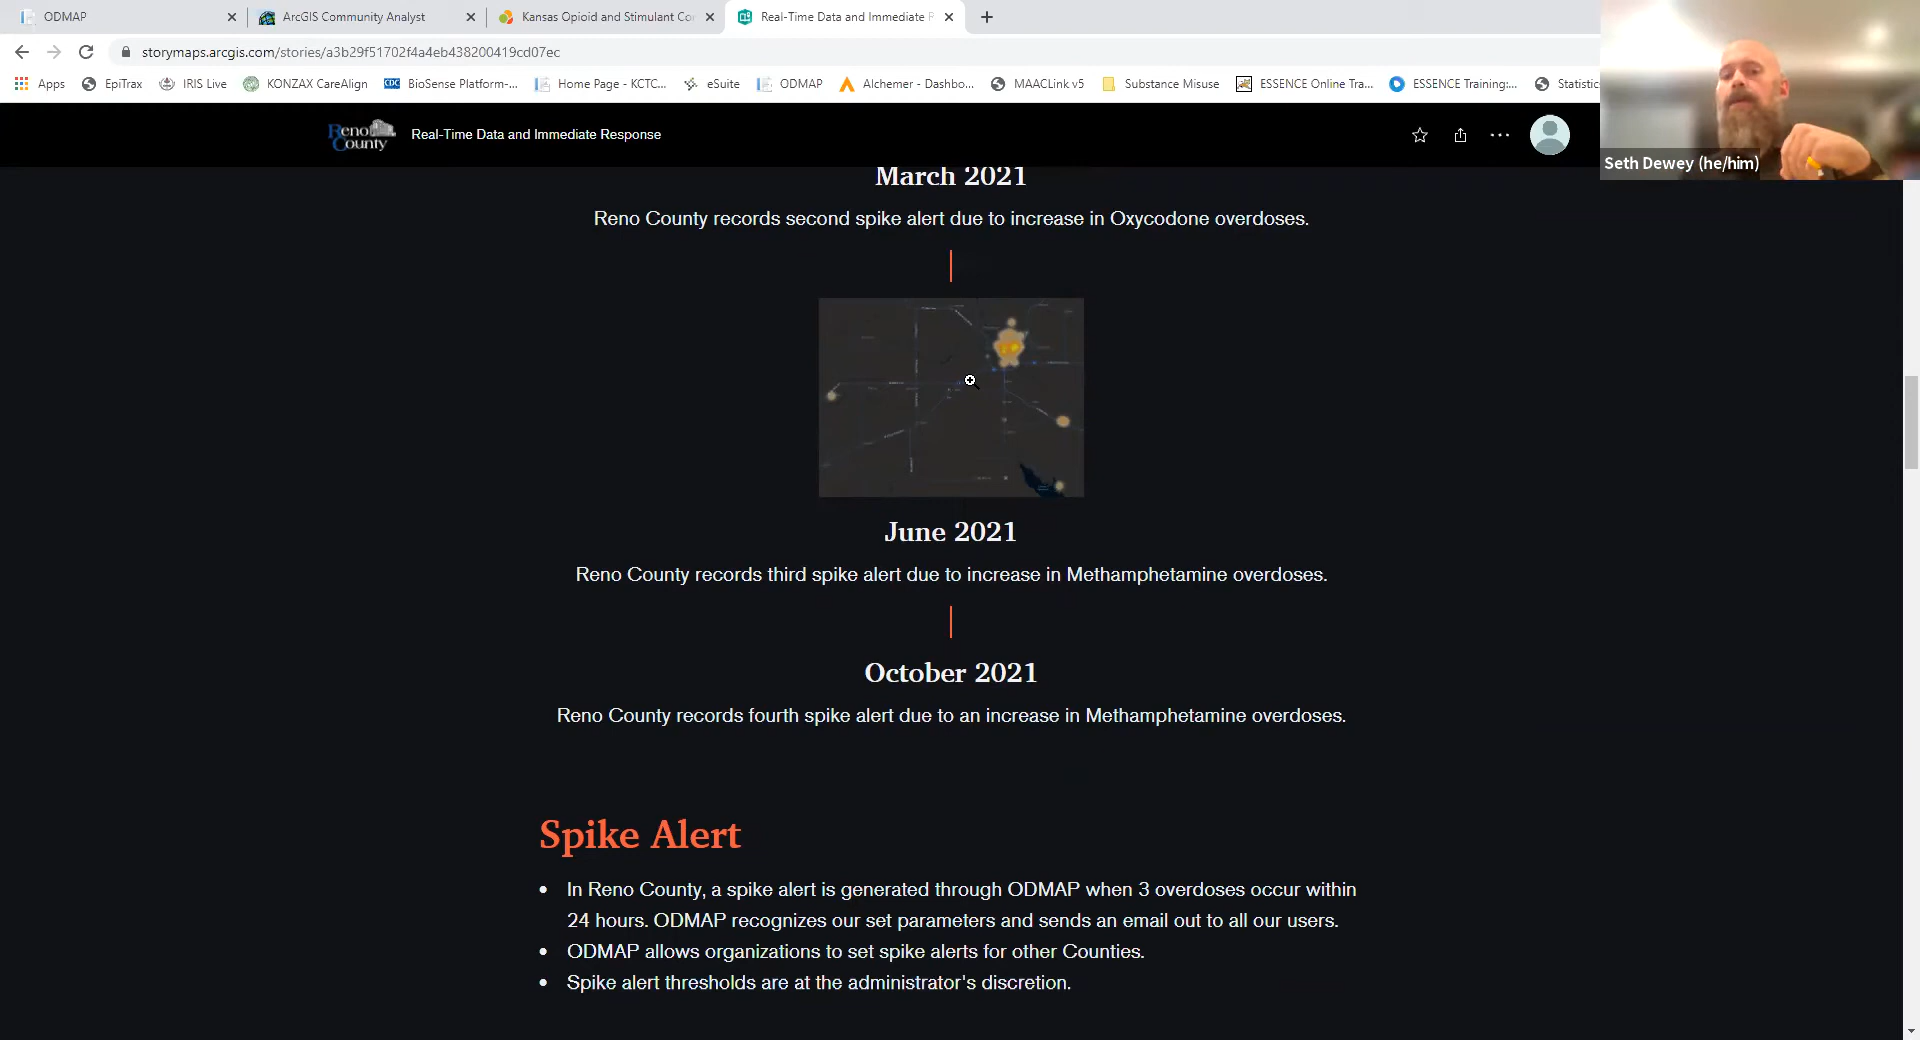 ODMAP
ArcGIS Community Analyst
Kansas Opioid and Stimulant Co
Real-Time Data and Immediate R
storymaps.arcgis.com/stories/a3b29f51702f4a4eb438200419cd07ec
Apps EpiTrax IRIS Live KONZAX CareAlign CDC BioSense Platform-... Home Page - KCTC... eSuite ODMAP Alchemer - Dashbo... MAACLink v5 Substance Misuse ESSENCE Online Tra... ESSENCE Training:... Statistic
Reno County
Real-Time Data and Immediate Response
Seth Dewey (he/him)
March 2021
Reno County records second spike alert due to increase in Oxycodone overdoses.
June 2021
Reno County records third spike alert due to increase in Methamphetamine overdoses.
October 2021
Reno County records fourth spike alert due to an increase in Methamphetamine overdoses.
Spike Alert
• In Reno County, a spike alert is generated through ODMAP when 3 overdoses occur within
24 hours. ODMAP recognizes our set parameters and sends an email out to all our users.
• ODMAP allows organizations to set spike alerts for other Counties.
• Spike alert thresholds are at the administrator's discretion.